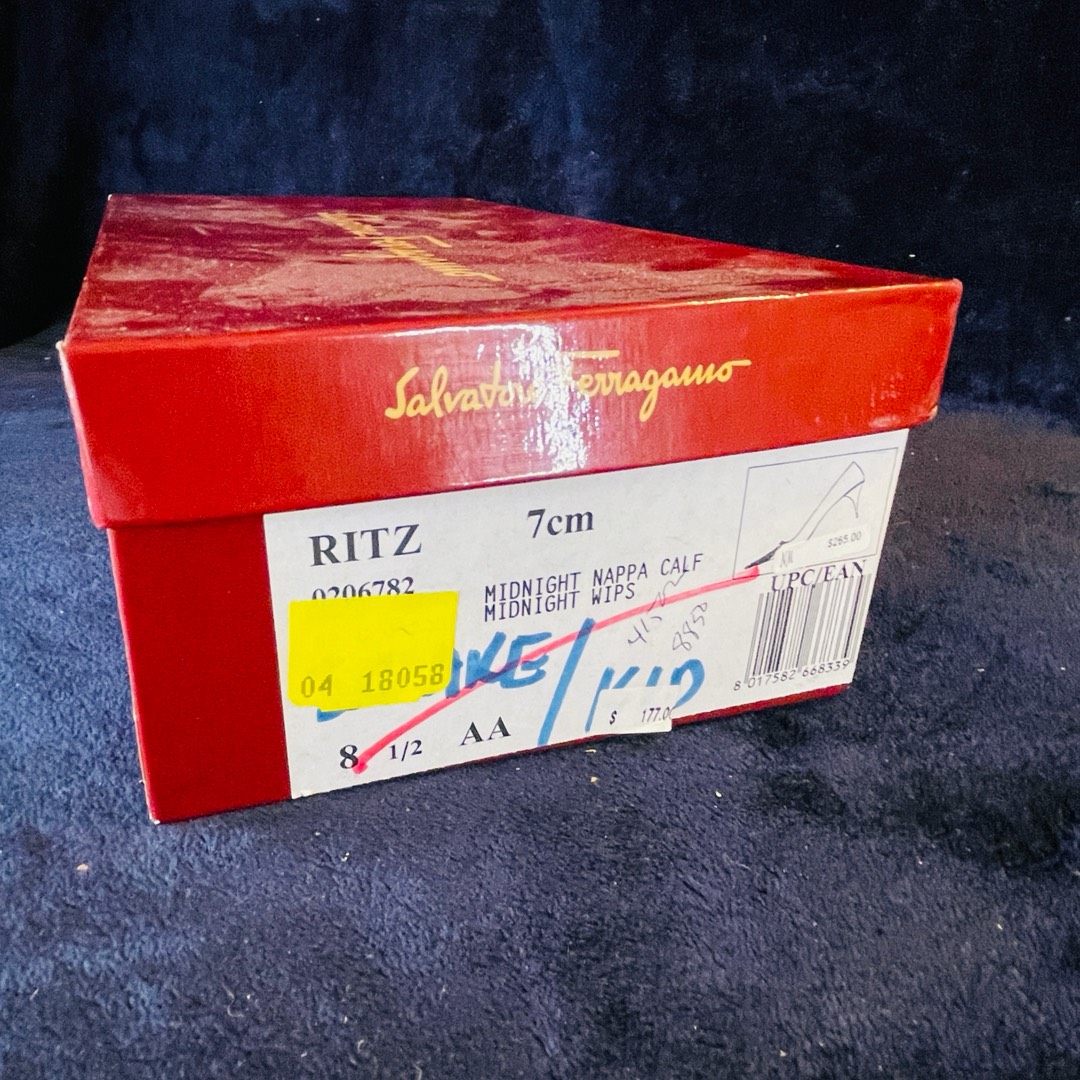 Salvatore Ferragamo
Salvatore Ferragamo
RITZ 7cm
0206782
MIDNIGHT NAPPA CALF
MIDNIGHT WIPS
$265.00
UPC/EAN
04 18058
/KID
8 017582 668339
8 1/2 AA
$ 177.00